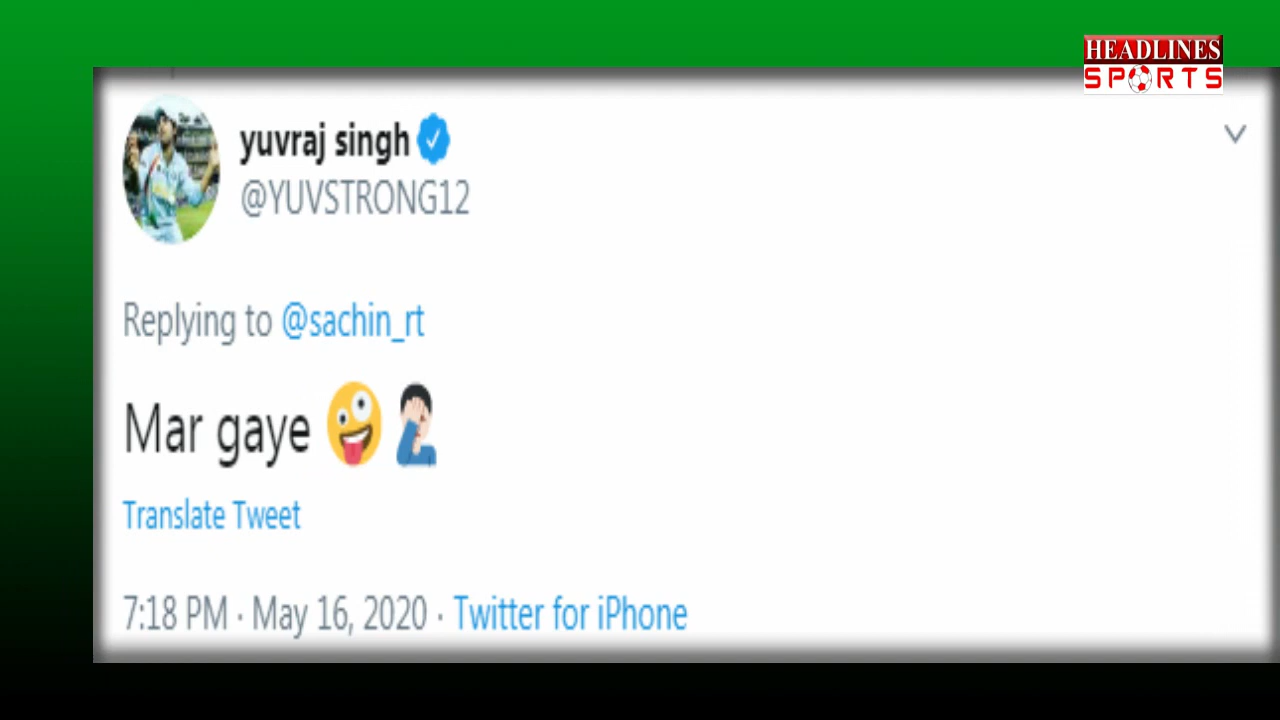 HEADLINES
SPORTS
yuvraj singh
@YUVSTRONG12
Replying to @sachin_rt
Mar gaye 🤪 🤦🏻‍♂️
Translate Tweet
7:18 PM · May 16, 2020 · Twitter for iPhone